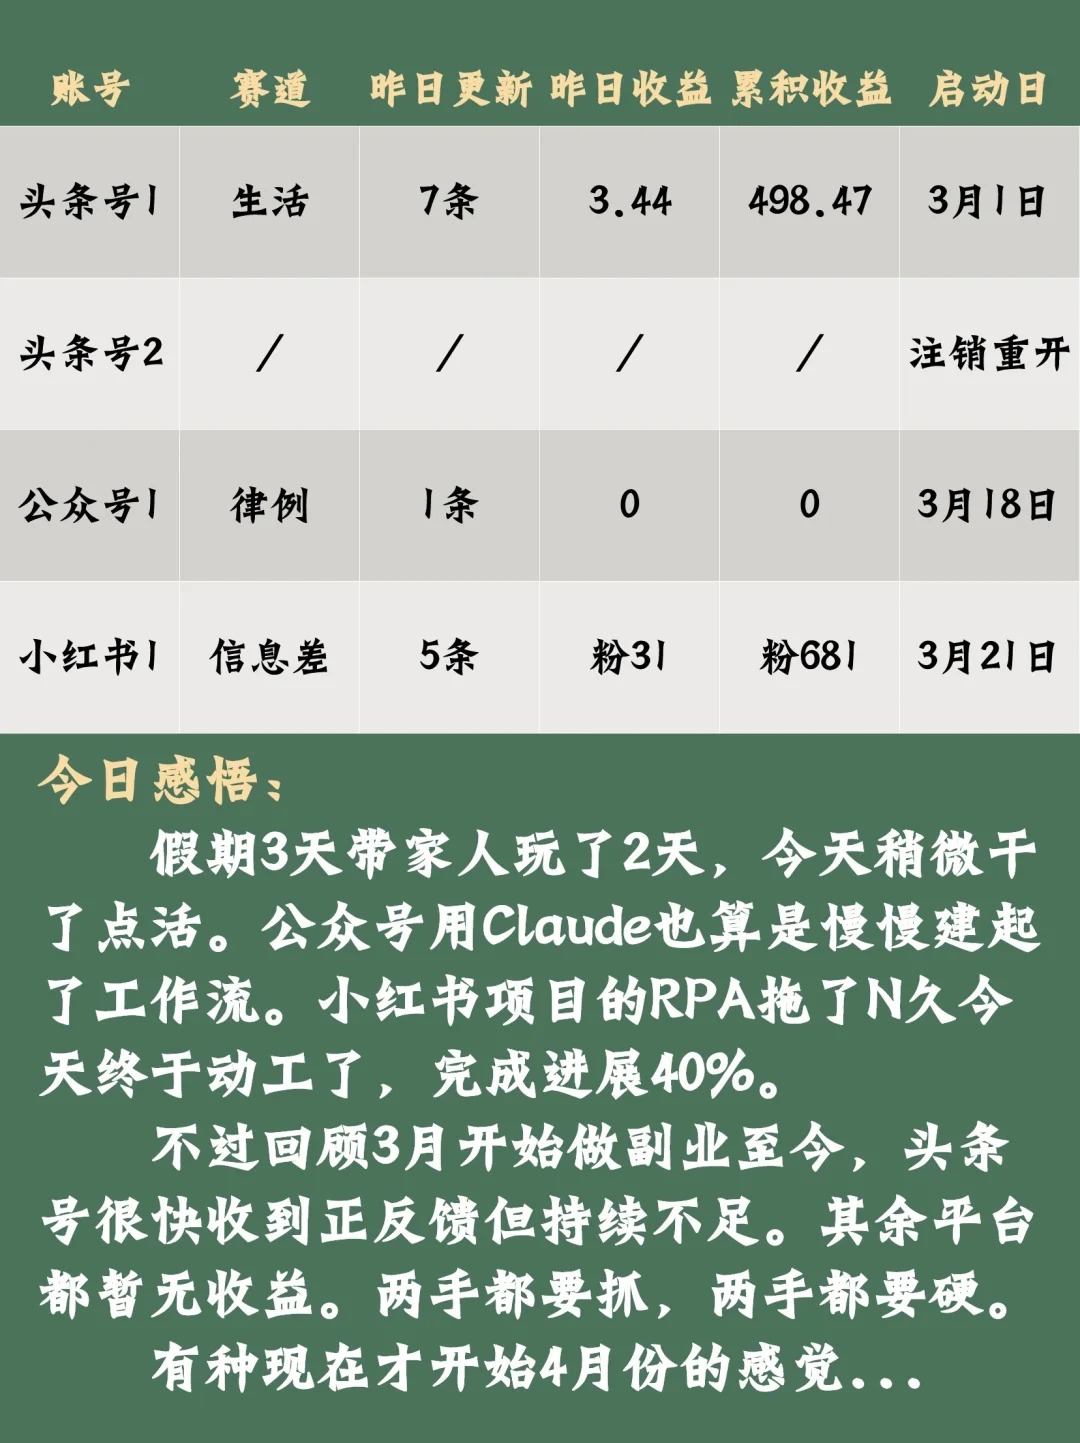 账号 赛道 昨日更新 昨日收益 累积收益 启动日
头条号1 生活 7条 3.44 498.47 3月1日
头条号2 / / / / 注销重开
公众号1 律例 1条 0 0 3月18日
小红书1 信息差 5条 粉31 粉681 3月21日
今日感悟：
假期3天带家人玩了2天，今天稍微干
了点活。公众号用Claude也算是慢慢建起
了工作流。小红书项目的RPA拖了N久今
天终于动工了，完成进展40%。
不过回顾3月开始做副业至今，头条
号很快收到正反馈但持续不足。其余平台
都暂无收益。两手都要抓，两手都要硬。
有种现在才开始4月份的感觉...